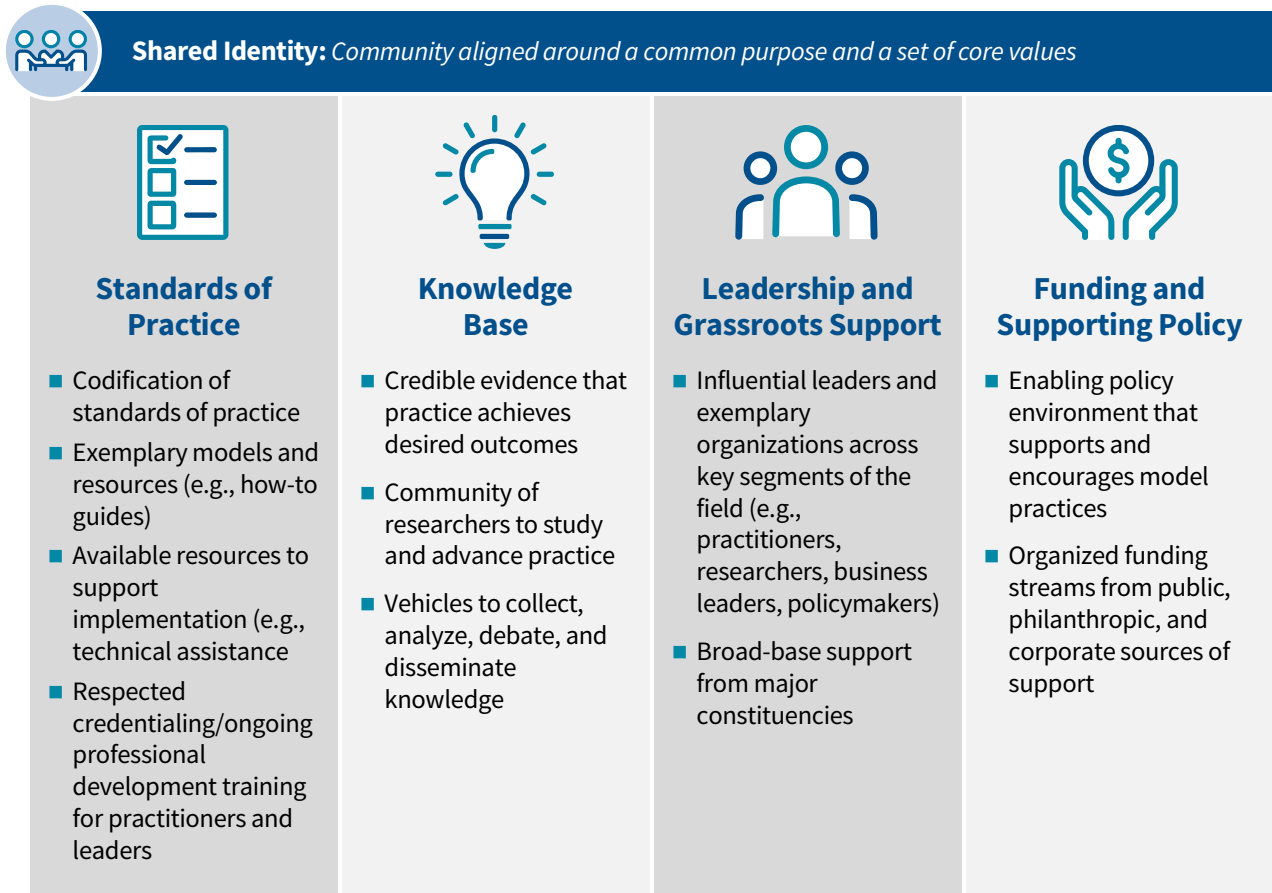 Shared Identity: Community aligned around a common purpose and a set of core values
$
Standards of
Practice
■ Codification of
standards of practice
■ Exemplary models and
resources (e.g., how-to
guides)
■ Available resources to
support
implementation (e.g.,
technical assistance
■ Respected
credentialing/ongoing
professional
development training
for practitioners and
leaders
Knowledge
Base
■ Credible evidence that
practice achieves
desired outcomes
■ Community of
researchers to study
and advance practice
■ Vehicles to collect,
analyze, debate, and
disseminate
knowledge
Leadership and
Grassroots Support
■ Influential leaders and
exemplary
organizations across
key segments of the
field (e.g.,
practitioners,
researchers, business
leaders, policymakers)
■ Broad-base support
from major
constituencies
Funding and
Supporting Policy
■ Enabling policy
environment that
supports and
encourages model
practices
■ Organized funding
streams from public,
philanthropic, and
corporate sources of
support